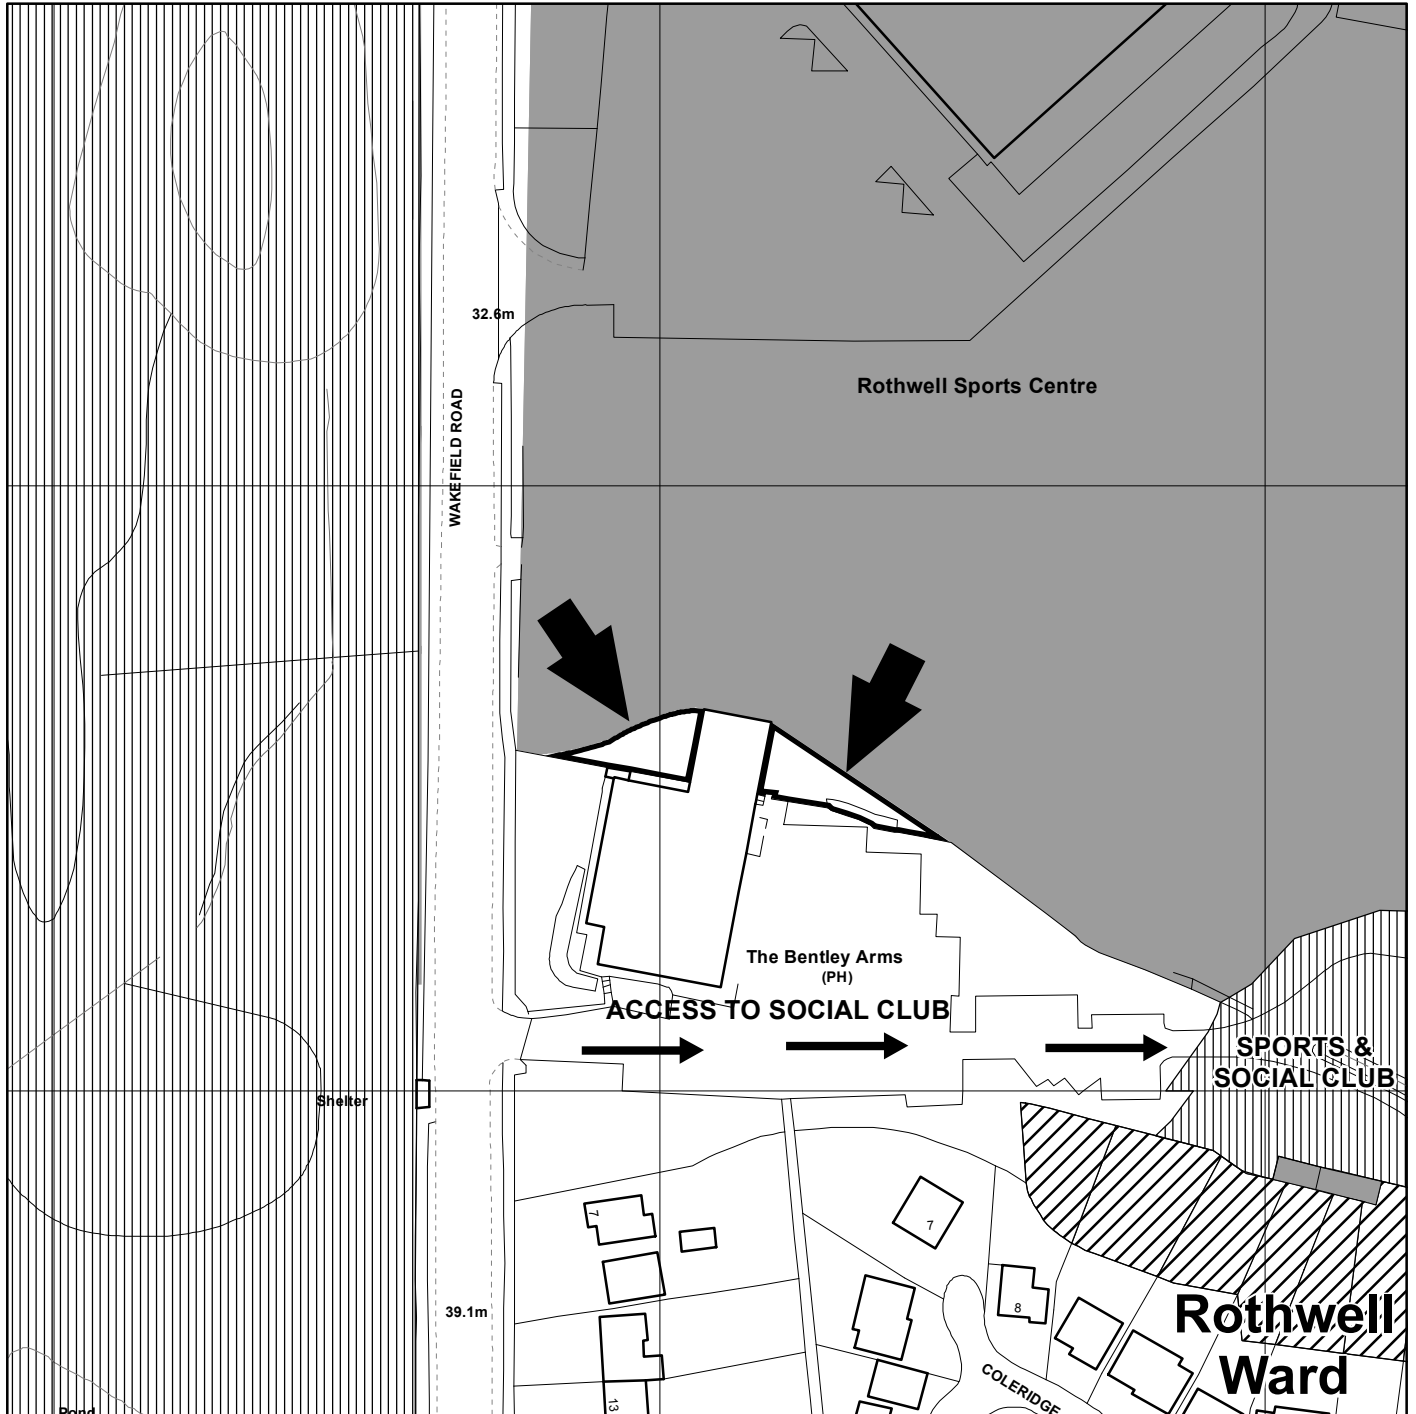 32.6m
Rothwell Sports Centre
WAKEFIELD ROAD
The Bentley Arms
(PH)
ACCESS TO SOCIAL CLUB
SPORTS &
SOCIAL CLUB
Shelter
7
7
8
39.1m
Rothwell
Ward
COLERIDGE
13
Pond